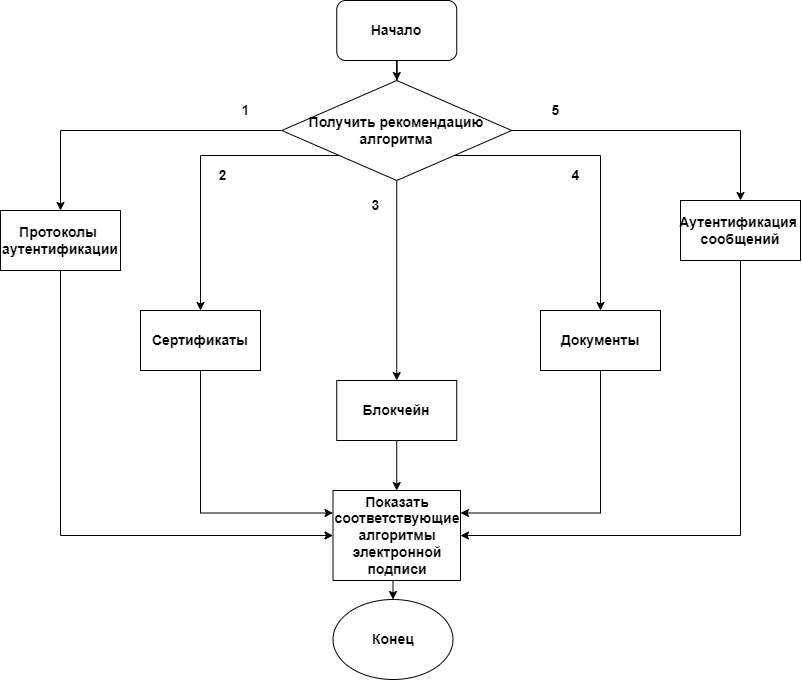 Начало
1
5
Получить рекомендацию
алгоритма
2
4
3
Протоколы
аутентификации
Аутентификация
сообщений
Сертификаты
Документы
Блокчейн
Показать
соответствующие
алгоритмы
электронной
подписи
Конец